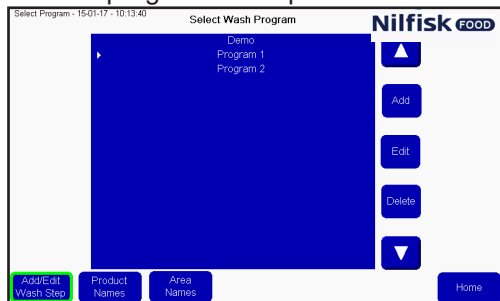 Select Program - 15-01-17 - 10:13:40
Select Wash Program
Nilfisk FOOD
Demo
Program 1
Program 2
Add
Edit
Delete
Add/Edit
Wash Step
Product
Names
Area
Names
Home